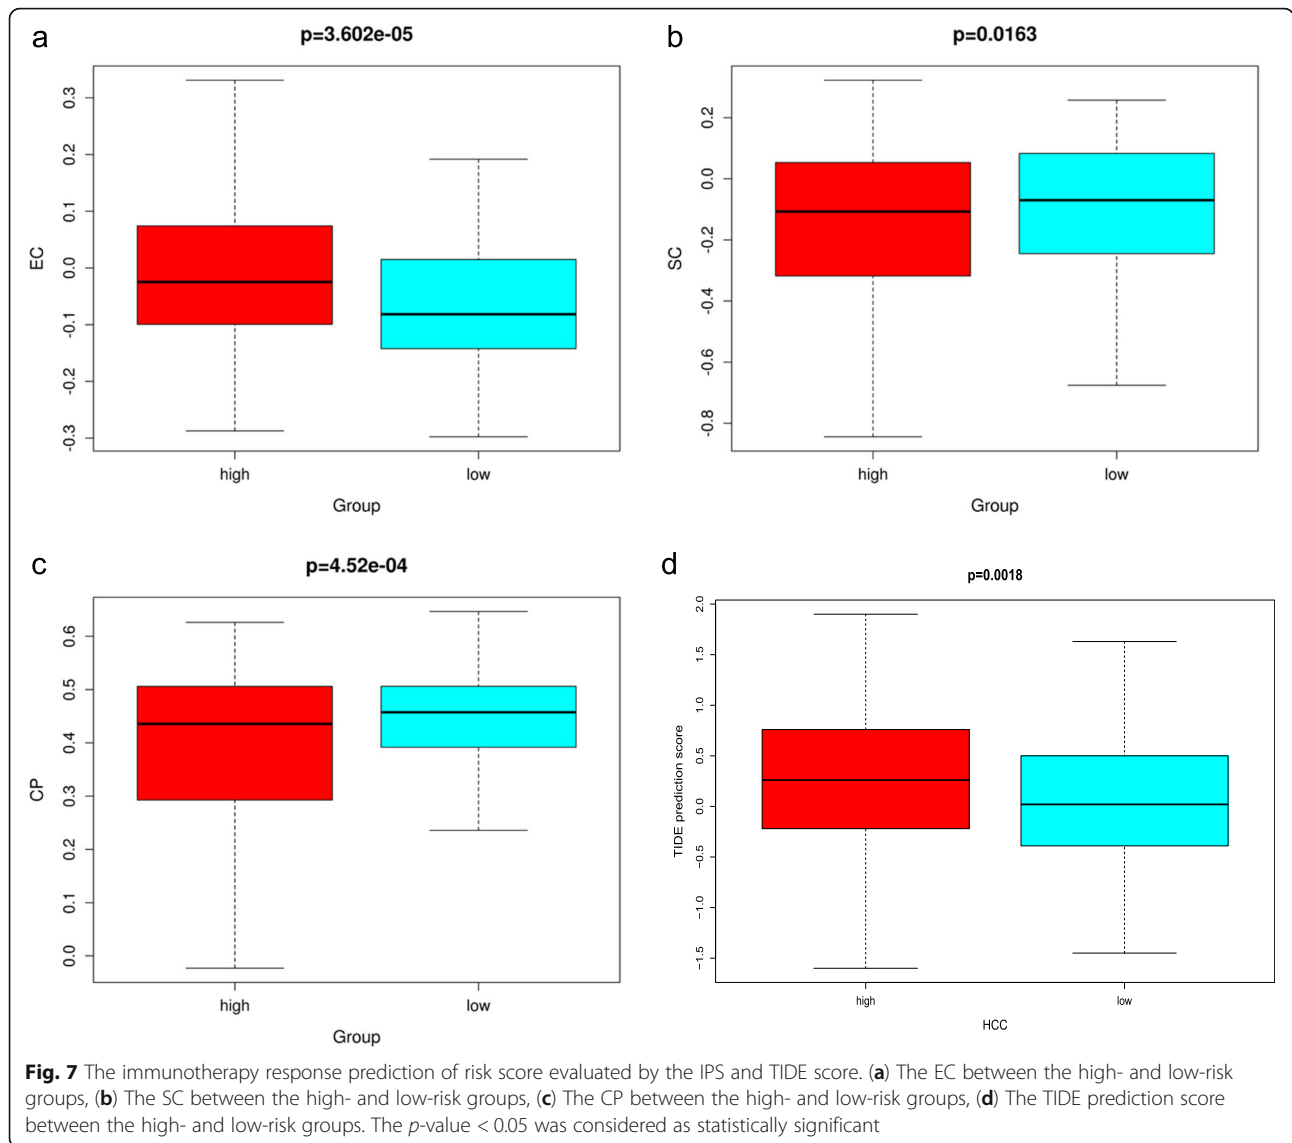 a
p=3.602e-05
EC
0.3
0.2
0.1
0.0
-0.1
-0.2
-0.3
high
low
Group
b
p=0.0163
SC
0.2
0.0
-0.2
-0.4
-0.6
-0.8
high
low
Group
c
p=4.52e-04
CP
0.6
0.5
0.4
0.3
0.2
0.1
0.0
high
low
Group
d
p=0.0018
TIDE prediction score
2.0
1.5
1.0
0.5
0.0
−0.5
−1.0
−1.5
high
low
HCC
Fig. 7 The immunotherapy response prediction of risk score evaluated by the IPS and TIDE score. (a) The EC between the high- and low-risk
groups, (b) The SC between the high- and low-risk groups, (c) The CP between the high- and low-risk groups, (d) The TIDE prediction score
between the high- and low-risk groups. The p-value < 0.05 was considered as statistically significant